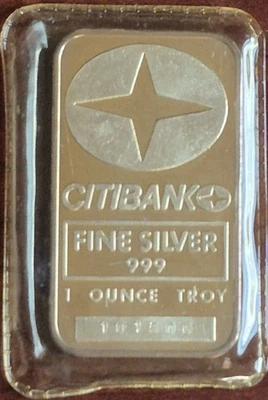 CITIBANK
FINE SILVER
999
1 OUNCE TROY